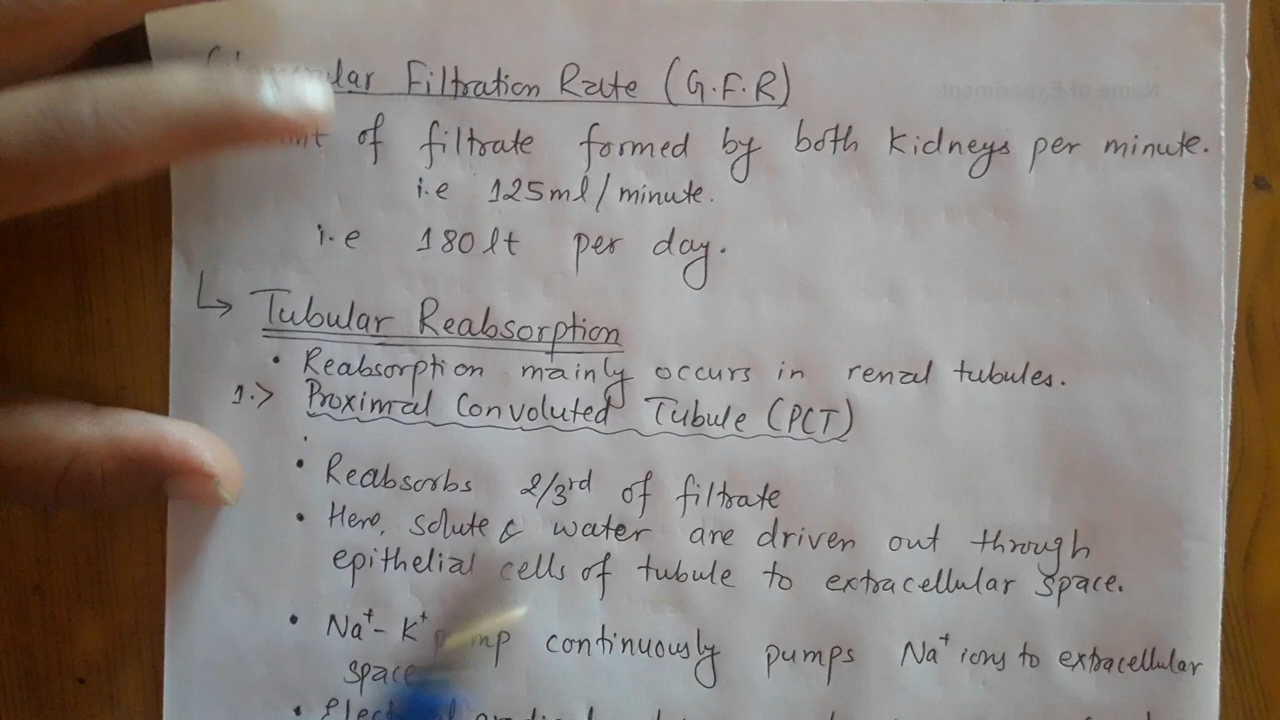 Filtration Rate (G.F.R)
of filtrate formed by both kidneys per minute.
i.e 125ml/minute.
i.e 180lt per day.
↳ Tubular Reabsorption
• Reabsorption mainly occurs in renal tubules.
1.> Proximal Convoluted Tubule (PCT)
• Reabsorbs 2/3rd of filtrate
• Here, solute & water are driven out through
epithelial cells of tubule to extracellular space.
• Na⁺- K⁺ pump continuously pumps Na⁺ ions to extracellular
space